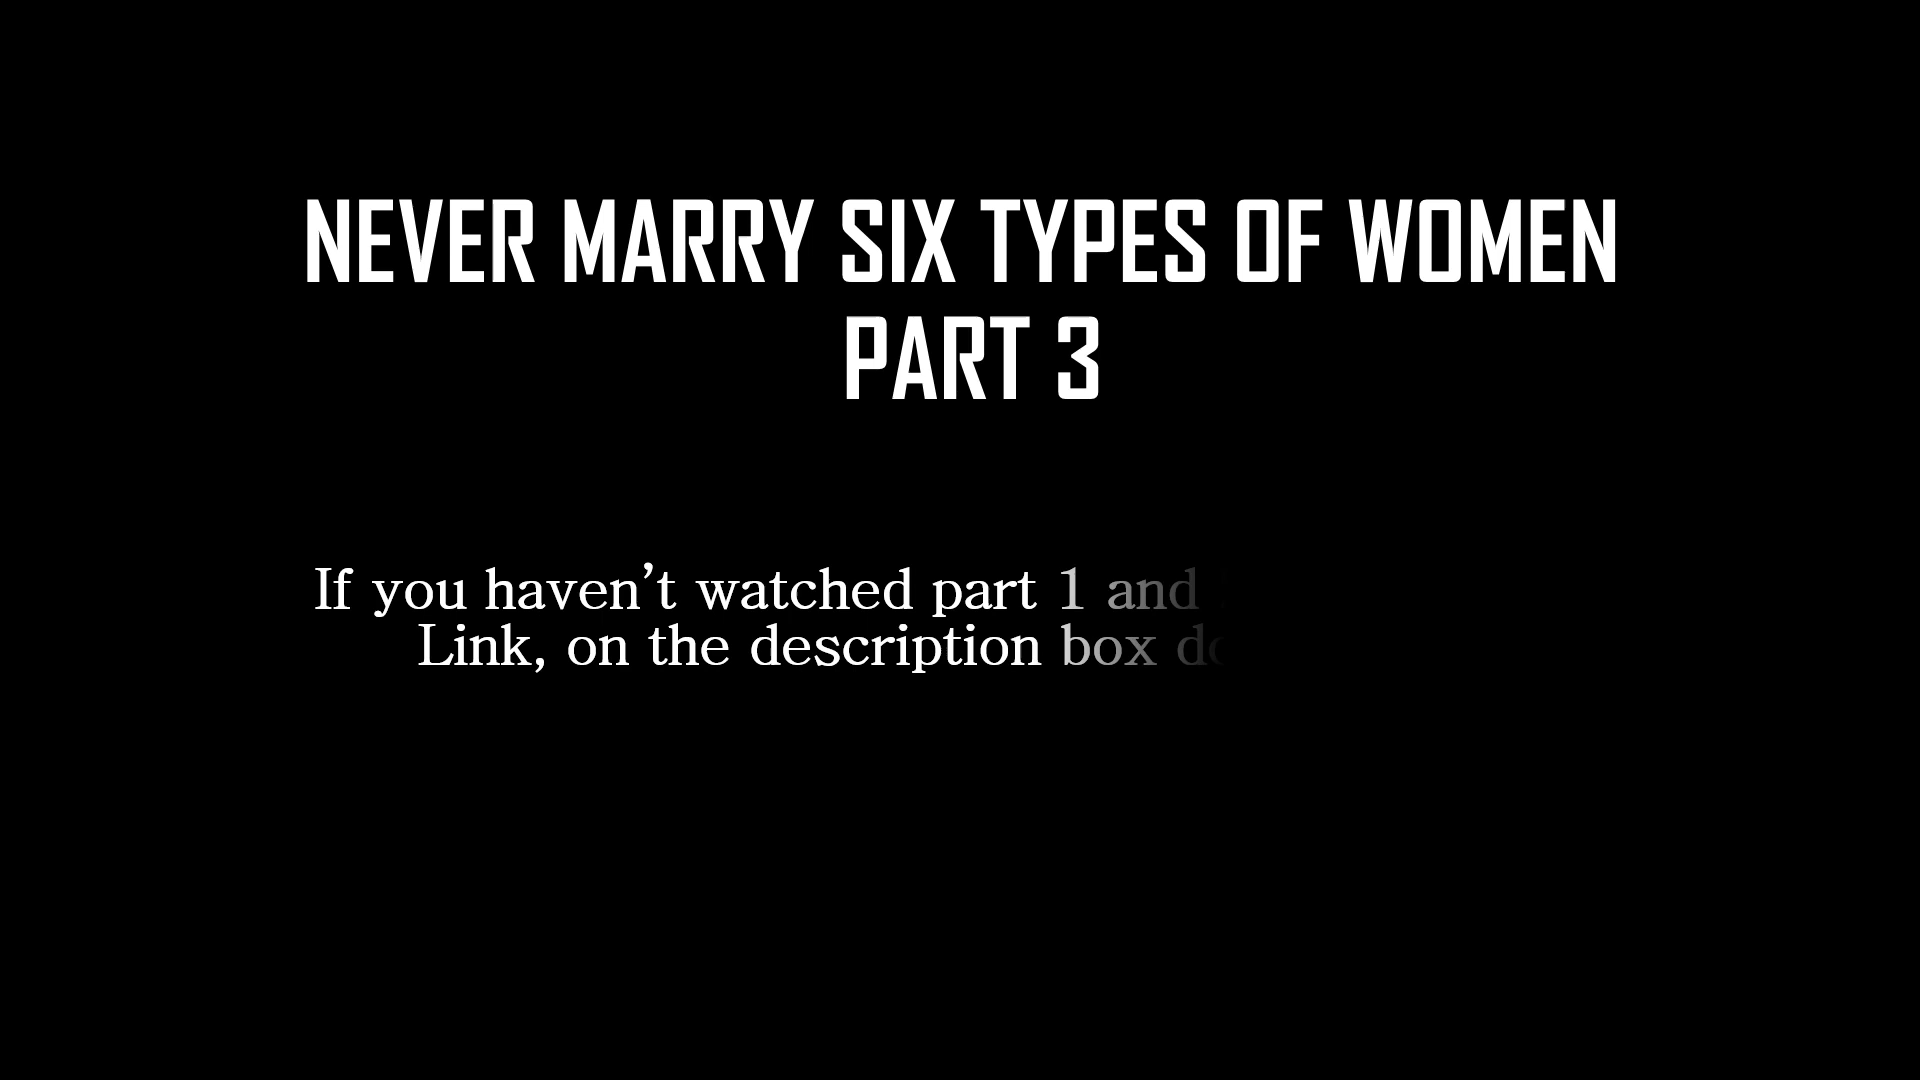 NEVER MARRY SIX TYPES OF WOMEN
PART 3
If you haven’t watched part 1 and
Link, on the description box